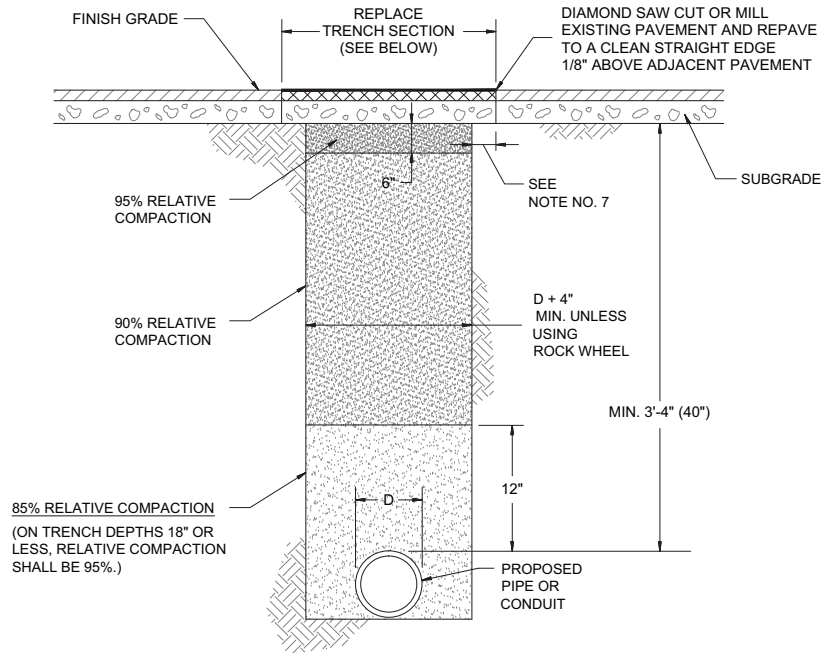 FINISH GRADE
REPLACE
TRENCH SECTION
(SEE BELOW)
DIAMOND SAW CUT OR MILL
EXISTING PAVEMENT AND REPAVE
TO A CLEAN STRAIGHT EDGE
1/8" ABOVE ADJACENT PAVEMENT
6"
SEE
NOTE NO. 7
SUBGRADE
95% RELATIVE
COMPACTION
90% RELATIVE
COMPACTION
D + 4"
MIN. UNLESS
USING
ROCK WHEEL
MIN. 3'-4" (40")
12"
D
85% RELATIVE COMPACTION
(ON TRENCH DEPTHS 18" OR
LESS, RELATIVE COMPACTION
SHALL BE 95%.)
PROPOSED
PIPE OR
CONDUIT